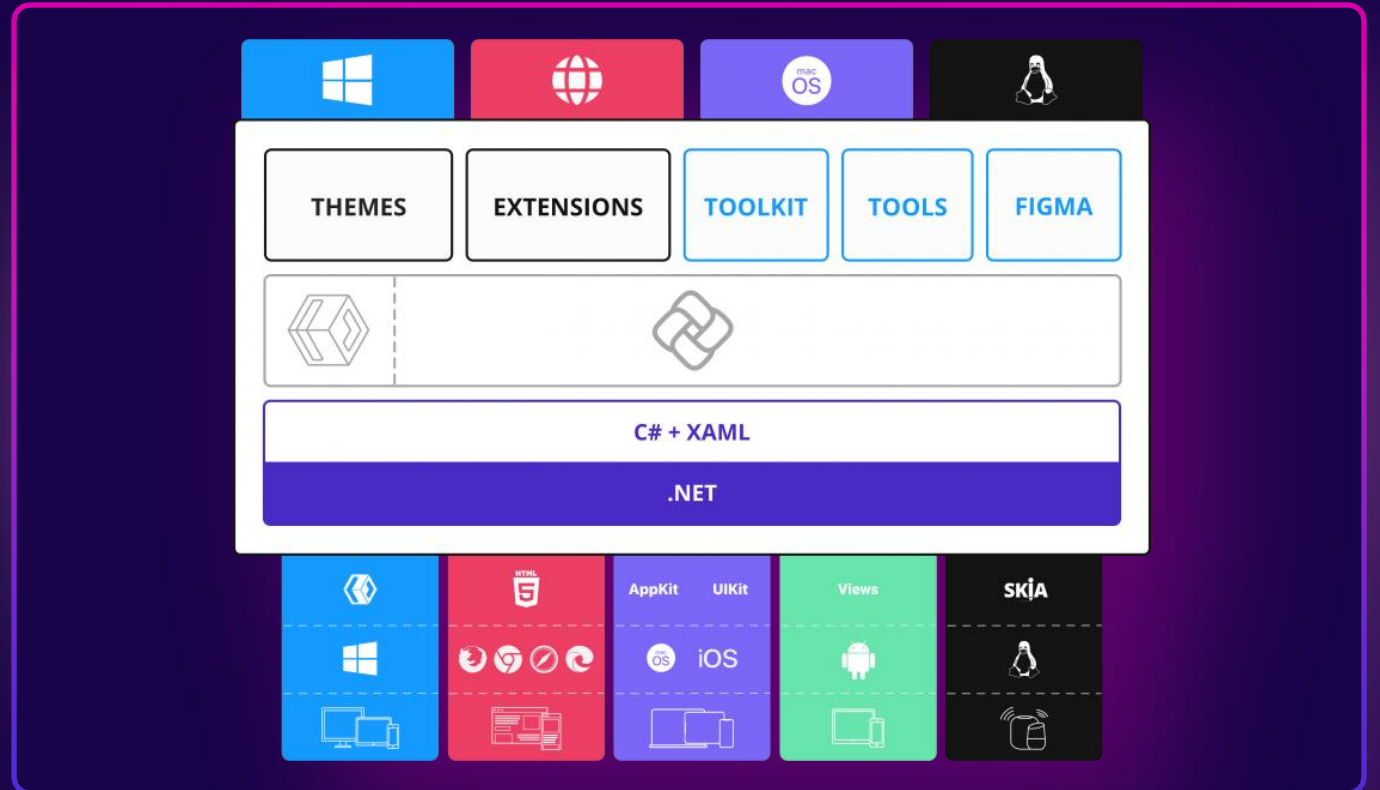 mac
OS
THEMES
EXTENSIONS
TOOLKIT
TOOLS
FIGMA
C# + XAML
.NET
HTML
5
AppKit UIKit
Views
SKiA
mac
OS
iOS